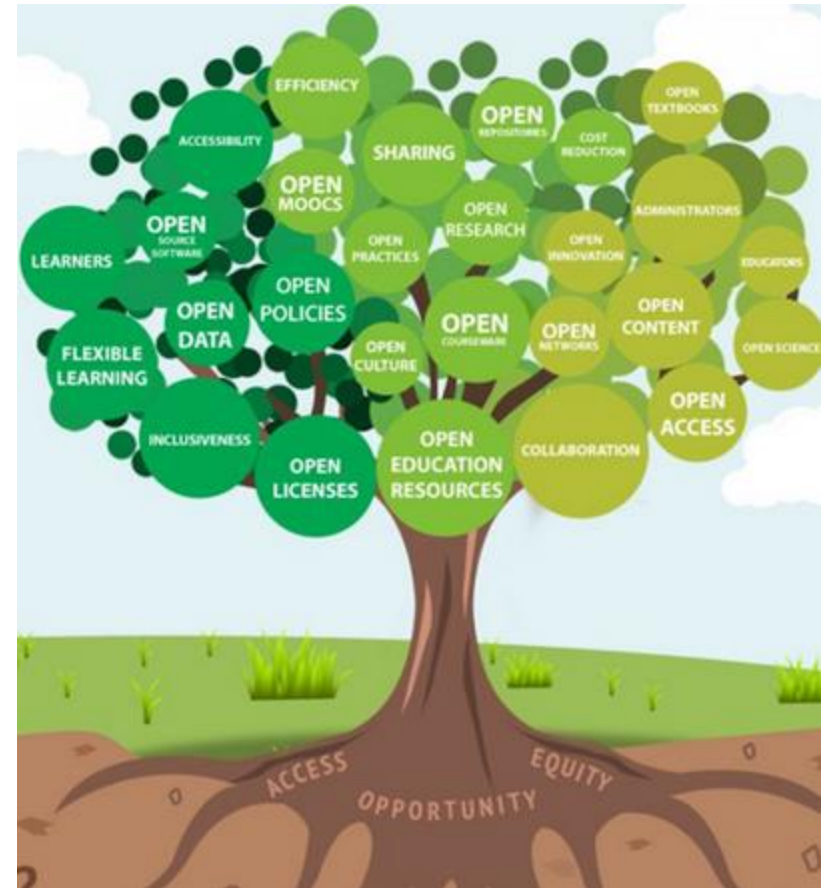 EFFICIENCY
OPEN
TEXTBOOKS
OPEN
REPOSITORIES
ACCESSIBILITY
SHARING
COST
REDUCTION
OPEN
MOOCS
OPEN
RESEARCH
ADMINISTRATORS
OPEN
SOURCE
SOFTWARE
OPEN
PRACTICES
OPEN
INNOVATION
LEARNERS
EDUCATORS
OPEN
POLICIES
OPEN
DATA
OPEN
COURSEWARE
OPEN
NETWORKS
OPEN
CONTENT
OPEN SCIENCE
FLEXIBLE
LEARNING
OPEN
CULTURE
OPEN
ACCESS
INCLUSIVENESS
OPEN
LICENSES
OPEN
EDUCATION
RESOURCES
COLLABORATION
ACCESS
EQUITY
OPPORTUNITY